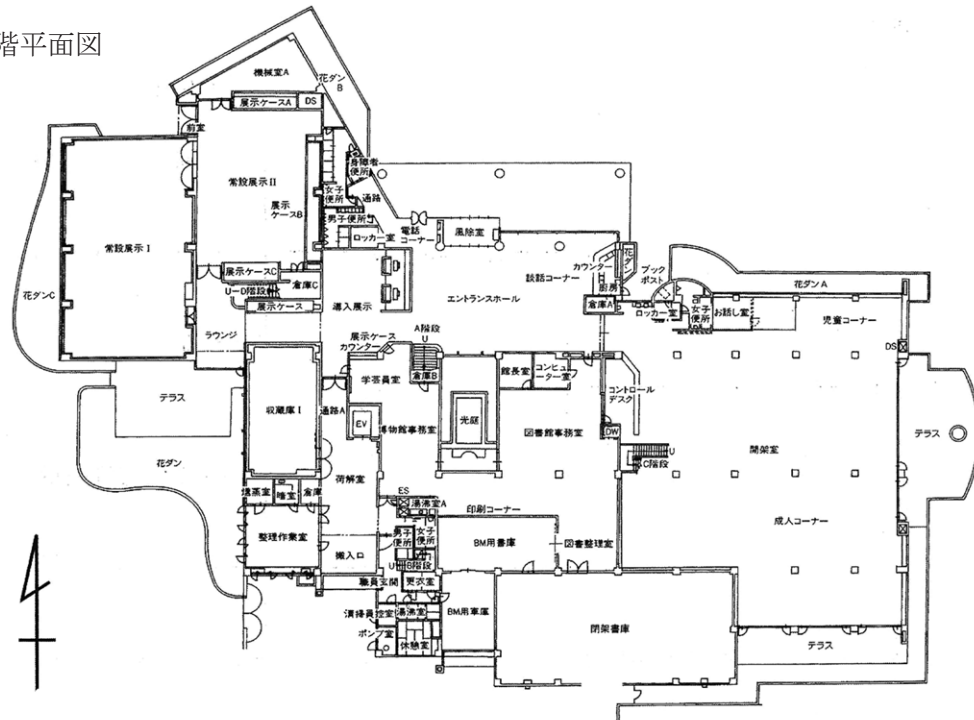 階平面図
機械室A
花ダン
B
展示ケースA
DS
前室
常設展示Ⅱ
身障者
便所
女子
便所
通路
展示
ケースB
男子便所
電話
コーナー
風除室
ロッカー室
常設展示Ⅰ
談話コーナー
カウンター
花ダン
厨房
ブック
ポスト
花ダンA
展示ケースC
U-D階段
倉庫C
導入展示
エントランスホール
倉庫A
ロッカー室
女子
便所
お話し室
児童コーナー
花ダンC
展示ケース
ラウンジ
展示ケース
カウンター
A階段
U
倉庫B
学芸員室
館長室
コンピュ
ーター室
DS
コントロール
デスク
テラス
収蔵庫Ⅰ
通路A
EV
博物館事務室
光庭
図書館事務室
DW
テラス
花ダン
荷解室
C階段
U
開架室
燻蒸室
暗室
倉庫
ES
湯沸室A
印刷コーナー
成人コーナー
整理作業室
搬入口
男子
便所
女子
便所
BM用書庫
図書整理室
U
B階段
職員玄関
更衣室
清掃員控室
湯沸室
BM用車庫
閉架書庫
ポンプ室
休憩室
テラス